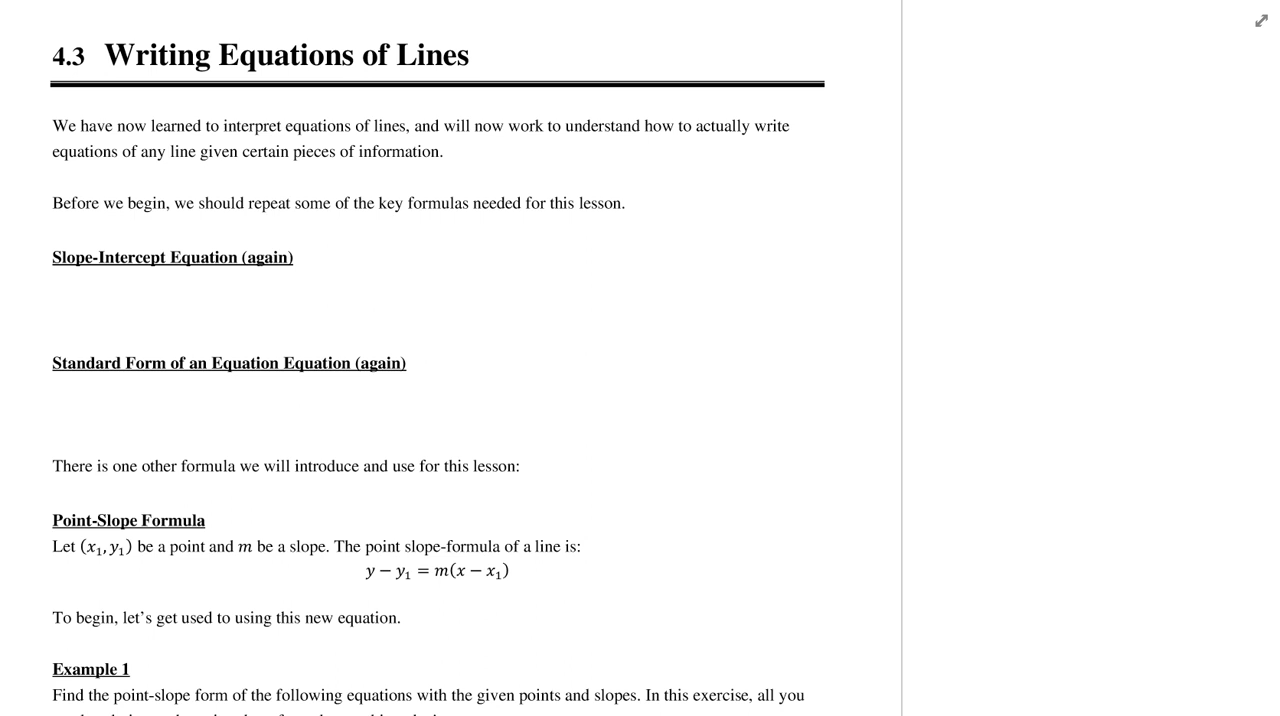 4.3 Writing Equations of Lines
We have now learned to interpret equations of lines, and will now work to understand how to actually write
equations of any line given certain pieces of information.
Before we begin, we should repeat some of the key formulas needed for this lesson.
Slope-Intercept Equation (again)
Standard Form of an Equation Equation (again)
There is one other formula we will introduce and use for this lesson:
Point-Slope Formula
Let (x₁, y₁) be a point and m be a slope. The point slope-formula of a line is:
y − y₁ = m(x − x₁)
To begin, let’s get used to using this new equation.
Example 1
Find the point-slope form of the following equations with the given points and slopes. In this exercise, all you